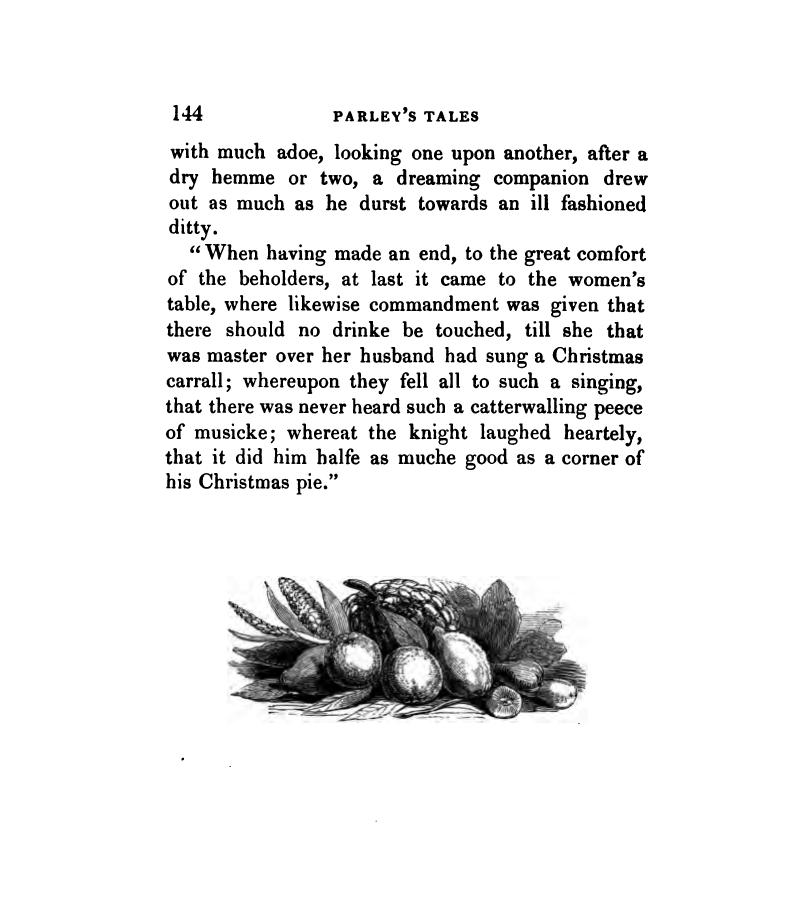 144 PARLEY'S TALES
with much adoe, looking one upon another, after a
dry hemme or two, a dreaming companion drew
out as much as he durst towards an ill fashioned
ditty.
“When having made an end, to the great comfort
of the beholders, at last it came to the women's
table, where likewise commandment was given that
there should no drinke be touched, till she that
was master over her husband had sung a Christmas
carrall; whereupon they fell all to such a singing,
that there was never heard such a catterwalling peece
of musicke; whereat the knight laughed heartely,
that it did him halfe as muche good as a corner of
his Christmas pie.”